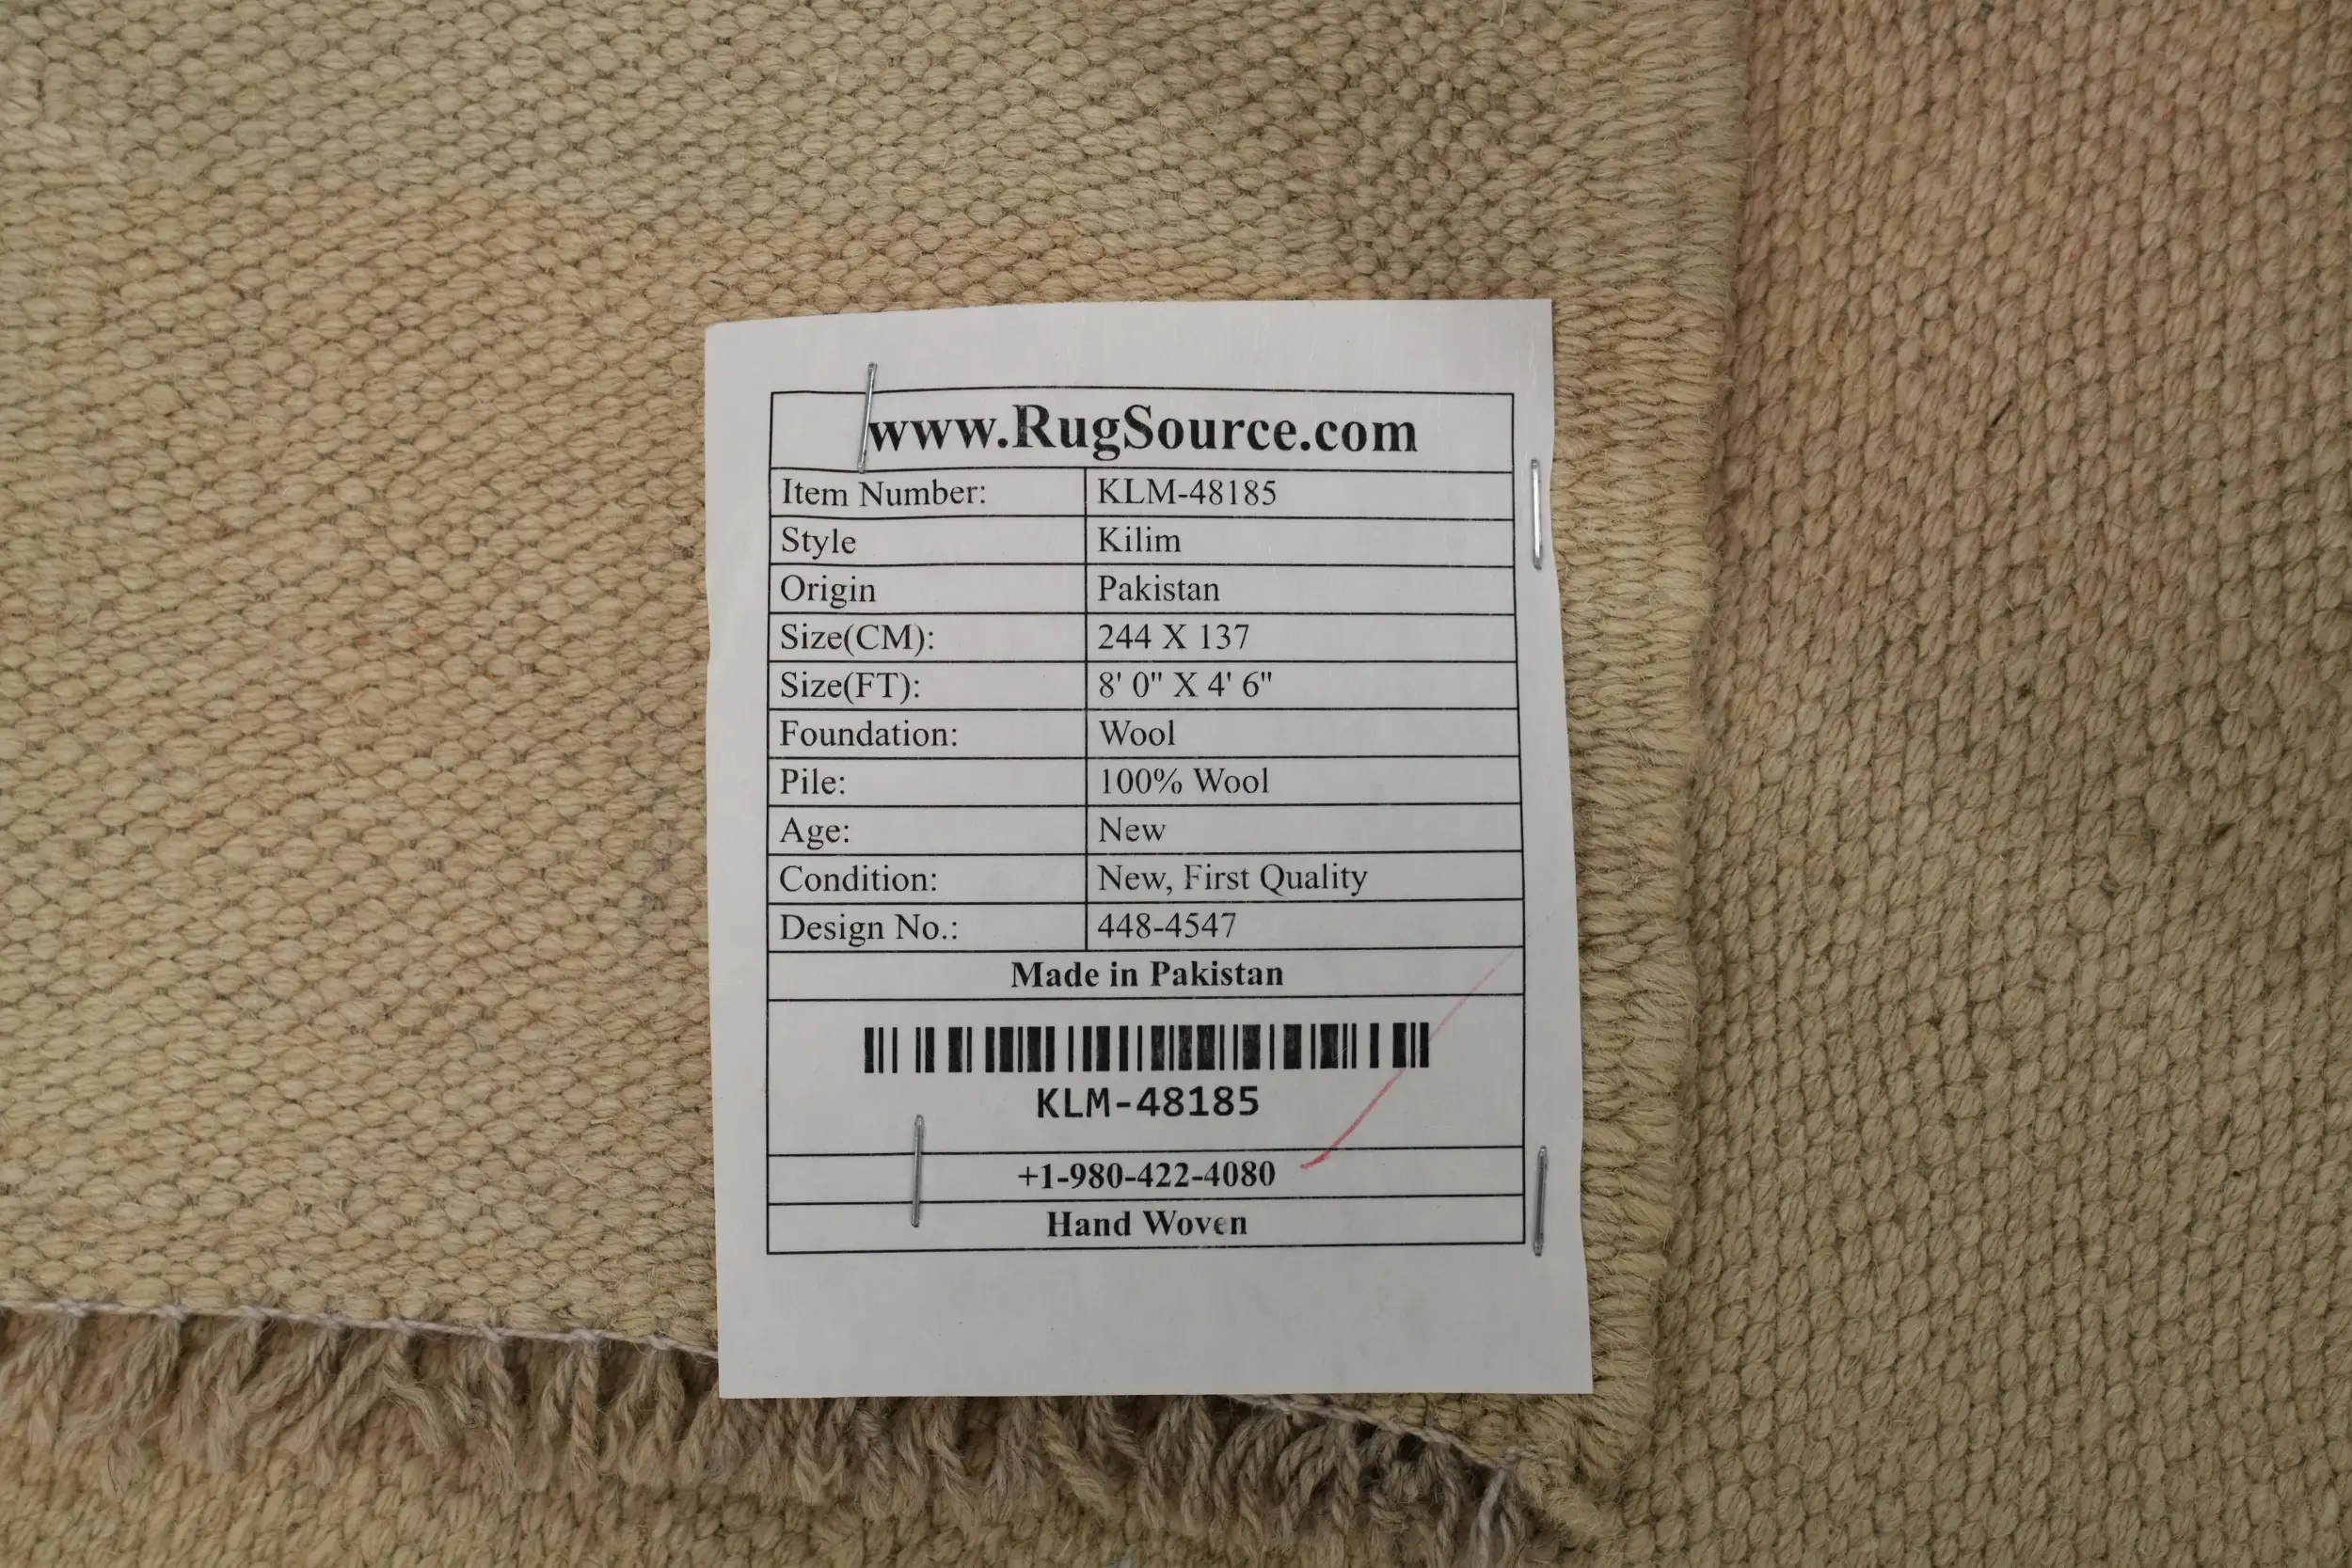 www.RugSource.com
Item Number: KLM-48185
Style Kilim
Origin Pakistan
Size(CM): 244 X 137
Size(FT): 8' 0" X 4' 6"
Foundation: Wool
Pile: 100% Wool
Age: New
Condition: New, First Quality
Design No.: 448-4547
Made in Pakistan
KLM-48185
+1-980-422-4080
Hand Woven